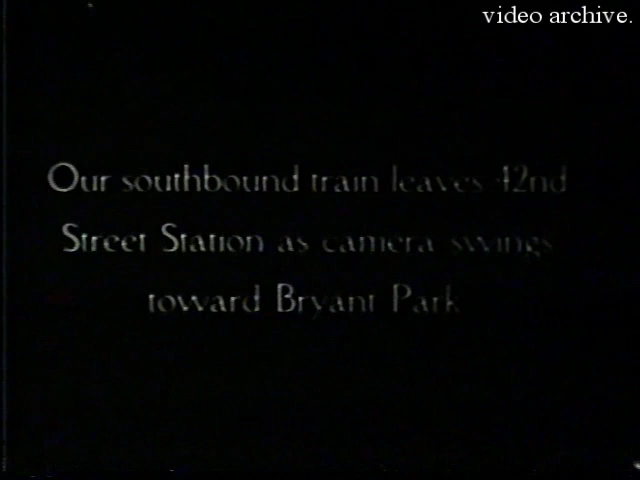 video archive.
Our southbound train leaves 42nd
Street Station as camera swings
toward Bryant Park